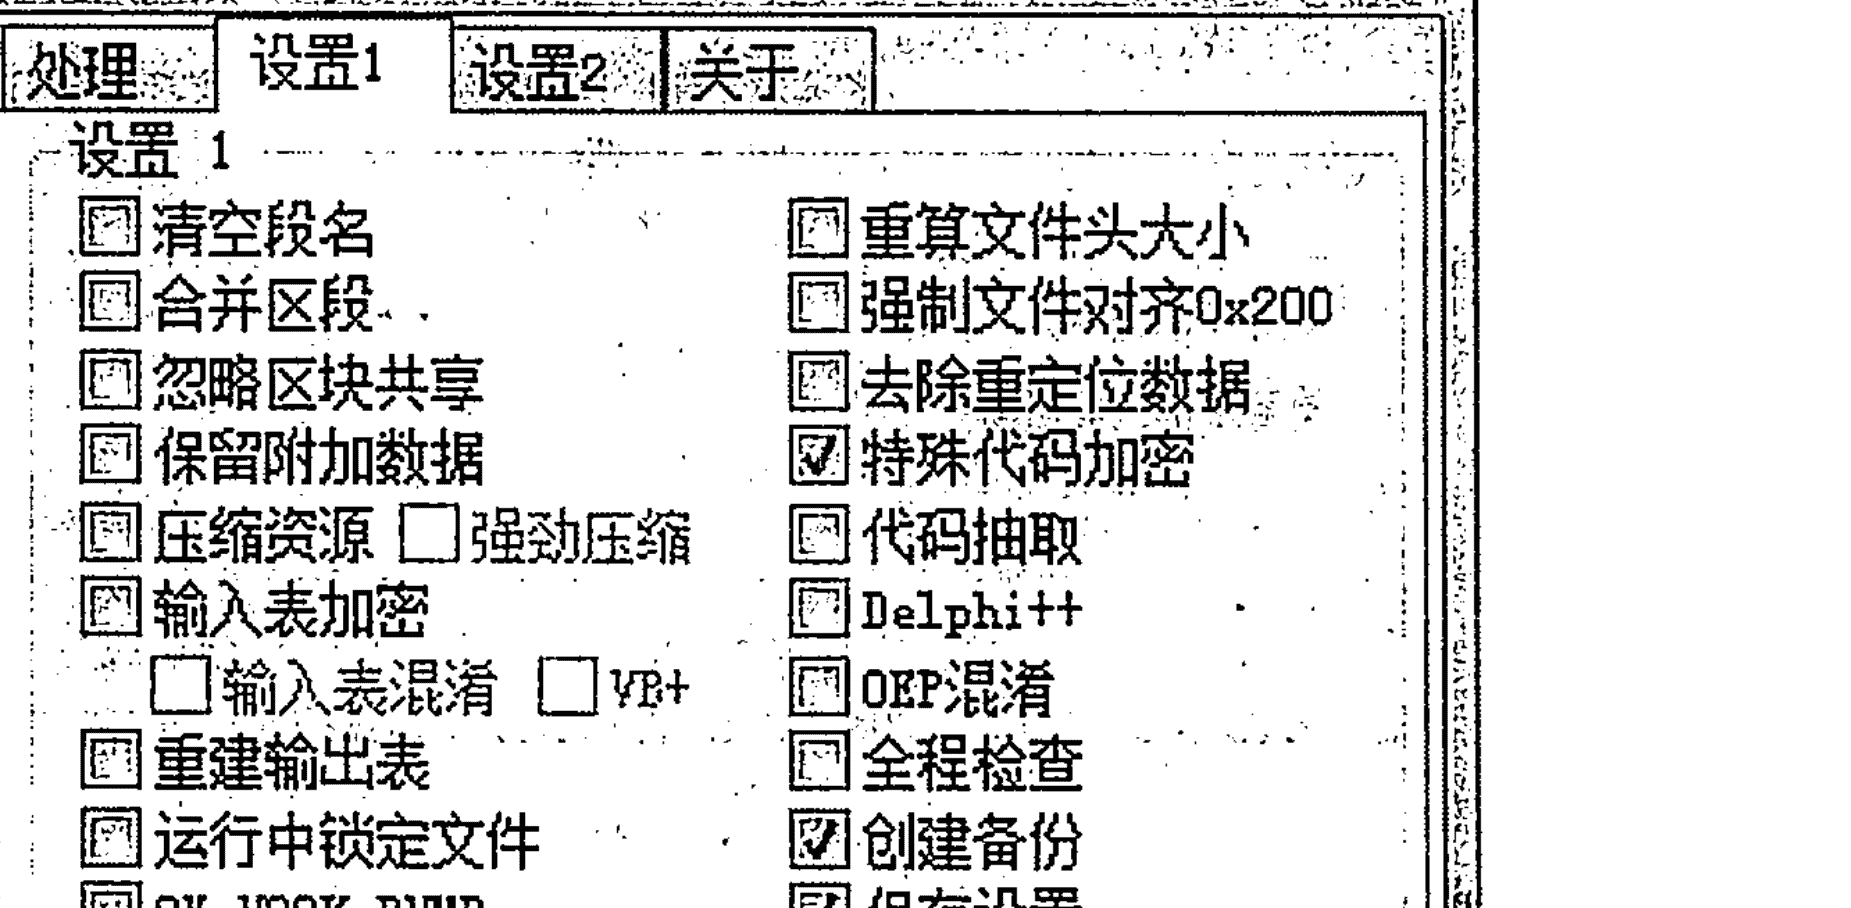 处理 设置1 设置2 关于
设置 1
清空段名 重算文件头大小
合并区段 强制文件对齐0x200
忽略区块共享 去除重定位数据
保留附加数据 特殊代码加密
压缩资源 强劲压缩 代码抽取
输入表加密 Delphi++
输入表混淆 VB+ OEP混淆
重建输出表 全程检查
运行中锁定文件 创建备份
保存设置